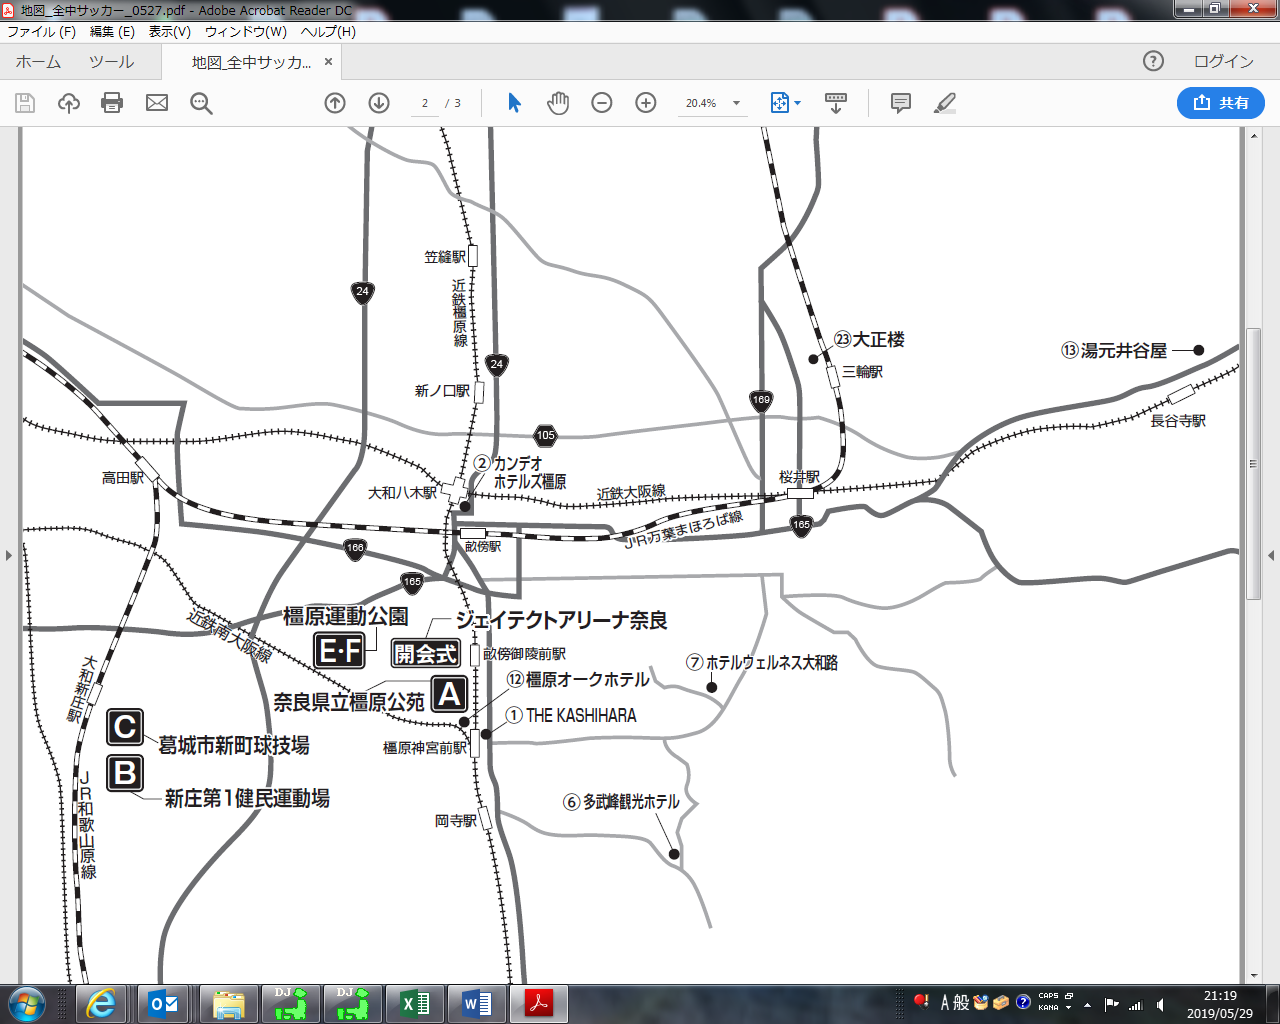 地図_全中サッカー_0527.pdf - Adobe Acrobat Reader DC
ファイル (F) 編集 (E) 表示(V) ウィンドウ(W) ヘルプ(H)
ホーム ツール 地図_全中サッカ... × ? ログイン
2 / 3 20.4% 共有
笠縫駅
近鉄橿原線
24
24
新ノ口駅
㉓大正楼
三輪駅
⑬湯元井谷屋
長谷寺駅
169
105
高田駅
②カンデオ
ホテルズ橿原
大和八木駅
近鉄大阪線
桜井駅
165
JR万葉まほろば線
畝傍駅
166
165
近鉄南大阪線
橿原運動公園
E・F
ジェイテクトアリーナ奈良
開会式
畝傍御陵前駅
⑦ホテルウェルネス大和路
大和新庄駅
奈良県立橿原公苑
A
⑫橿原オークホテル
①THE KASHIHARA
C
葛城市新町球技場
橿原神宮前駅
B
新庄第1健民運動場
JR和歌山原線
⑥多武峰観光ホテル
岡寺駅
DJ DJ
A 般 CAPS
KANA
21:19
2019/05/29